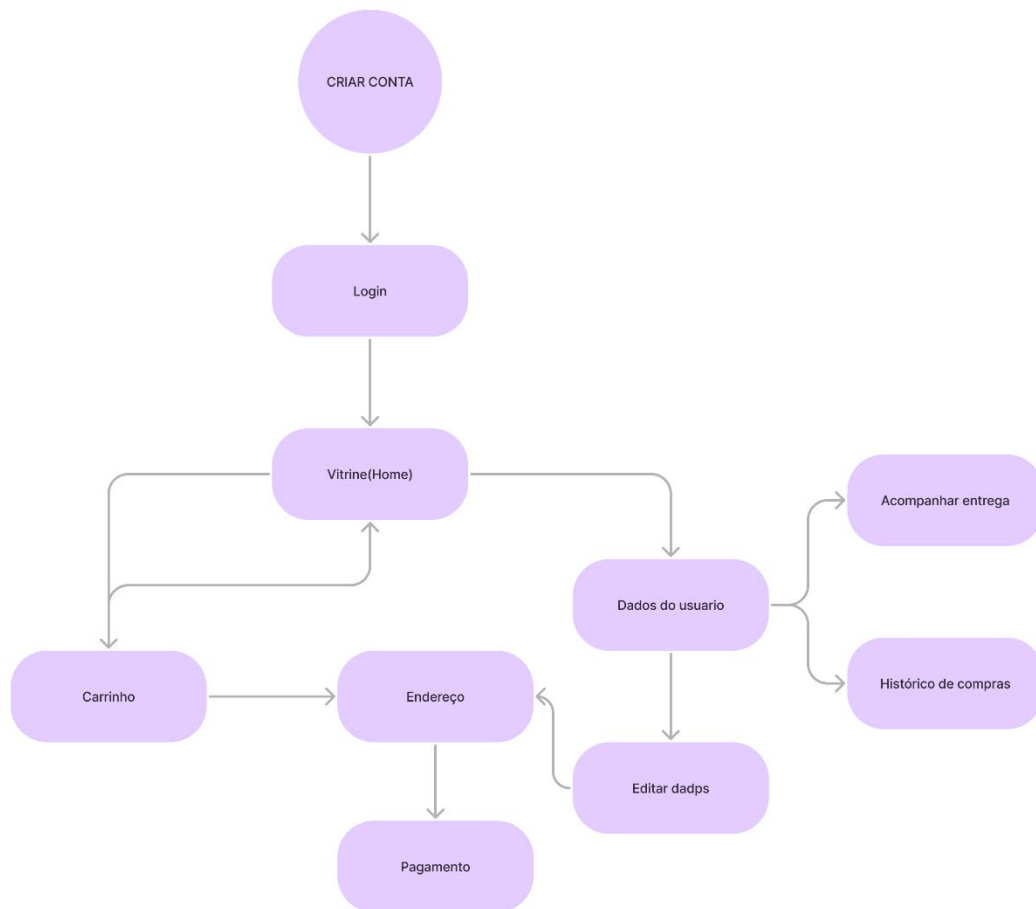 CRIAR CONTA
Login
Vitrine(Home)
Acompanhar entrega
Dados do usuario
Carrinho
Endereço
Histórico de compras
Editar dadps
Pagamento